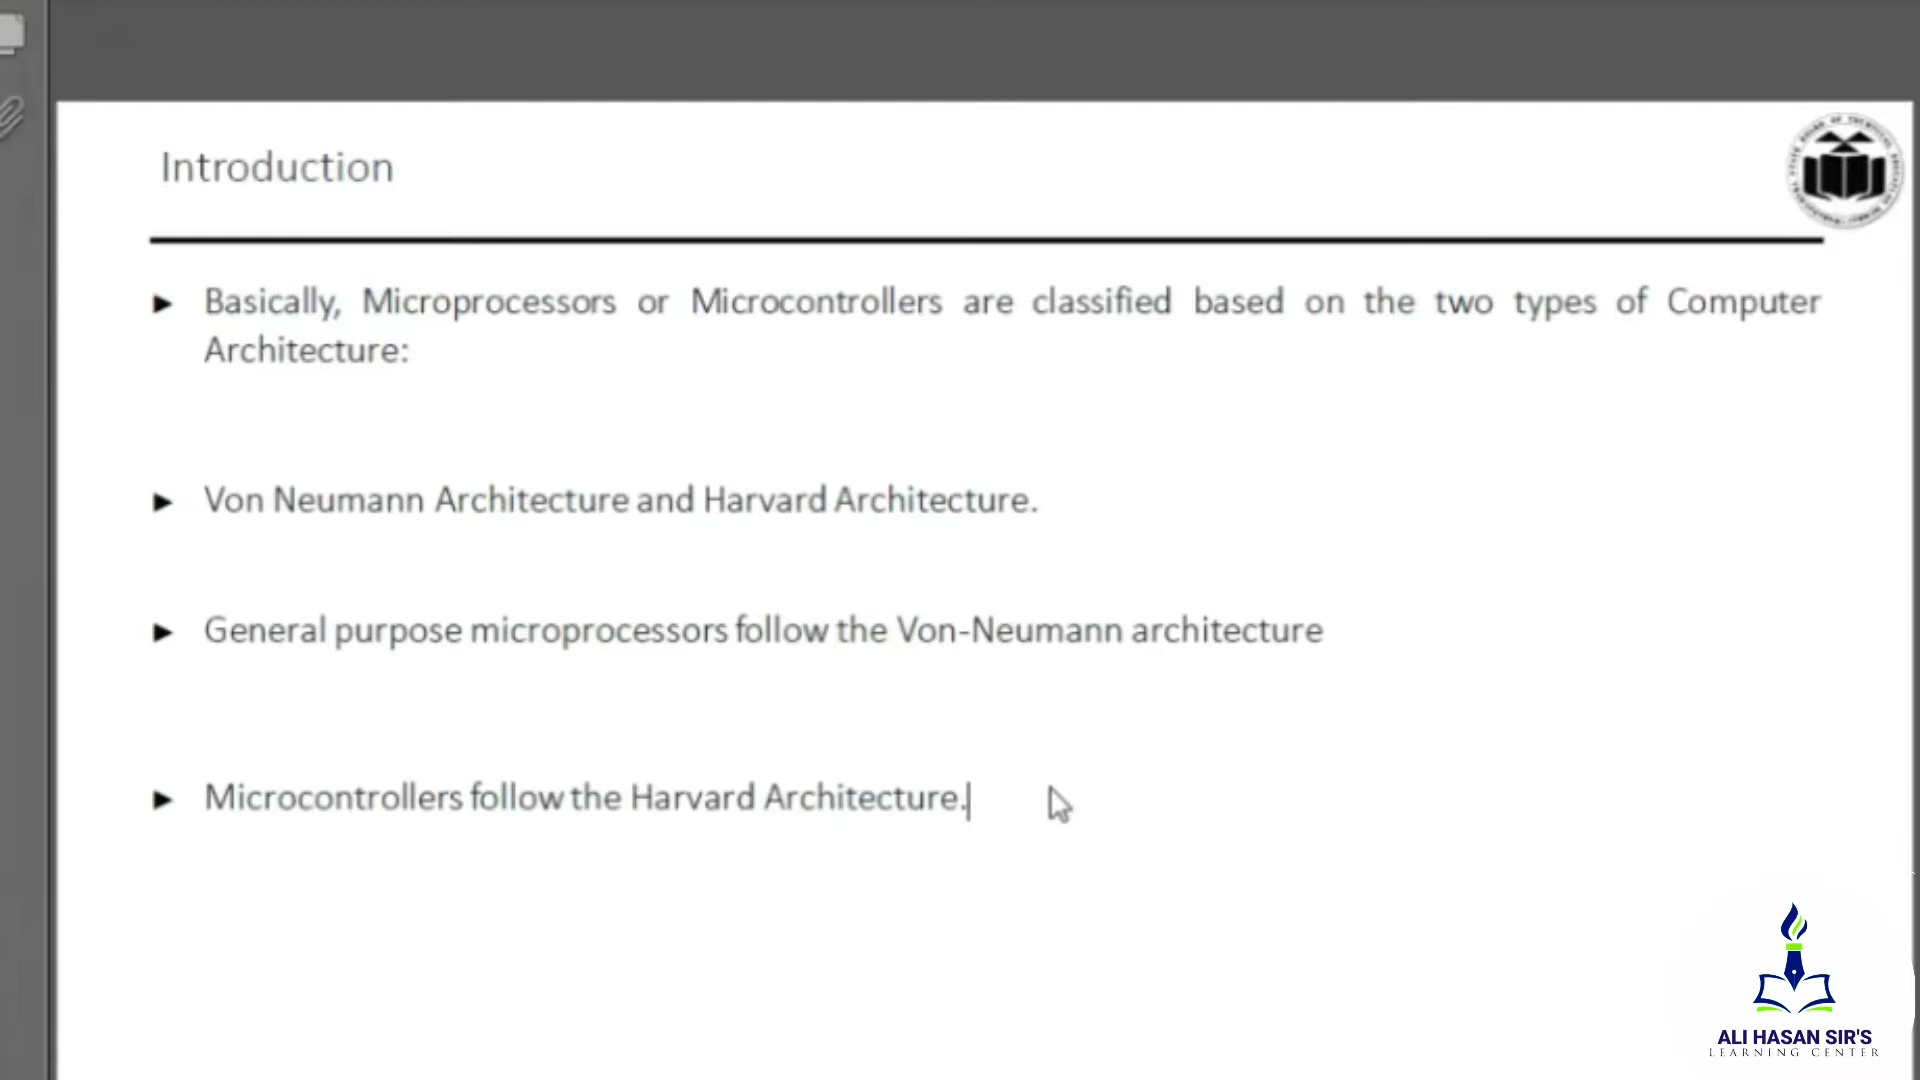 Introduction
Basically, Microprocessors or Microcontrollers are classified based on the two types of Computer
Architecture:
Von Neumann Architecture and Harvard Architecture.
General purpose microprocessors follow the Von-Neumann architecture
Microcontrollers follow the Harvard Architecture.
ALI HASAN SIR'S
LEARNING CENTER